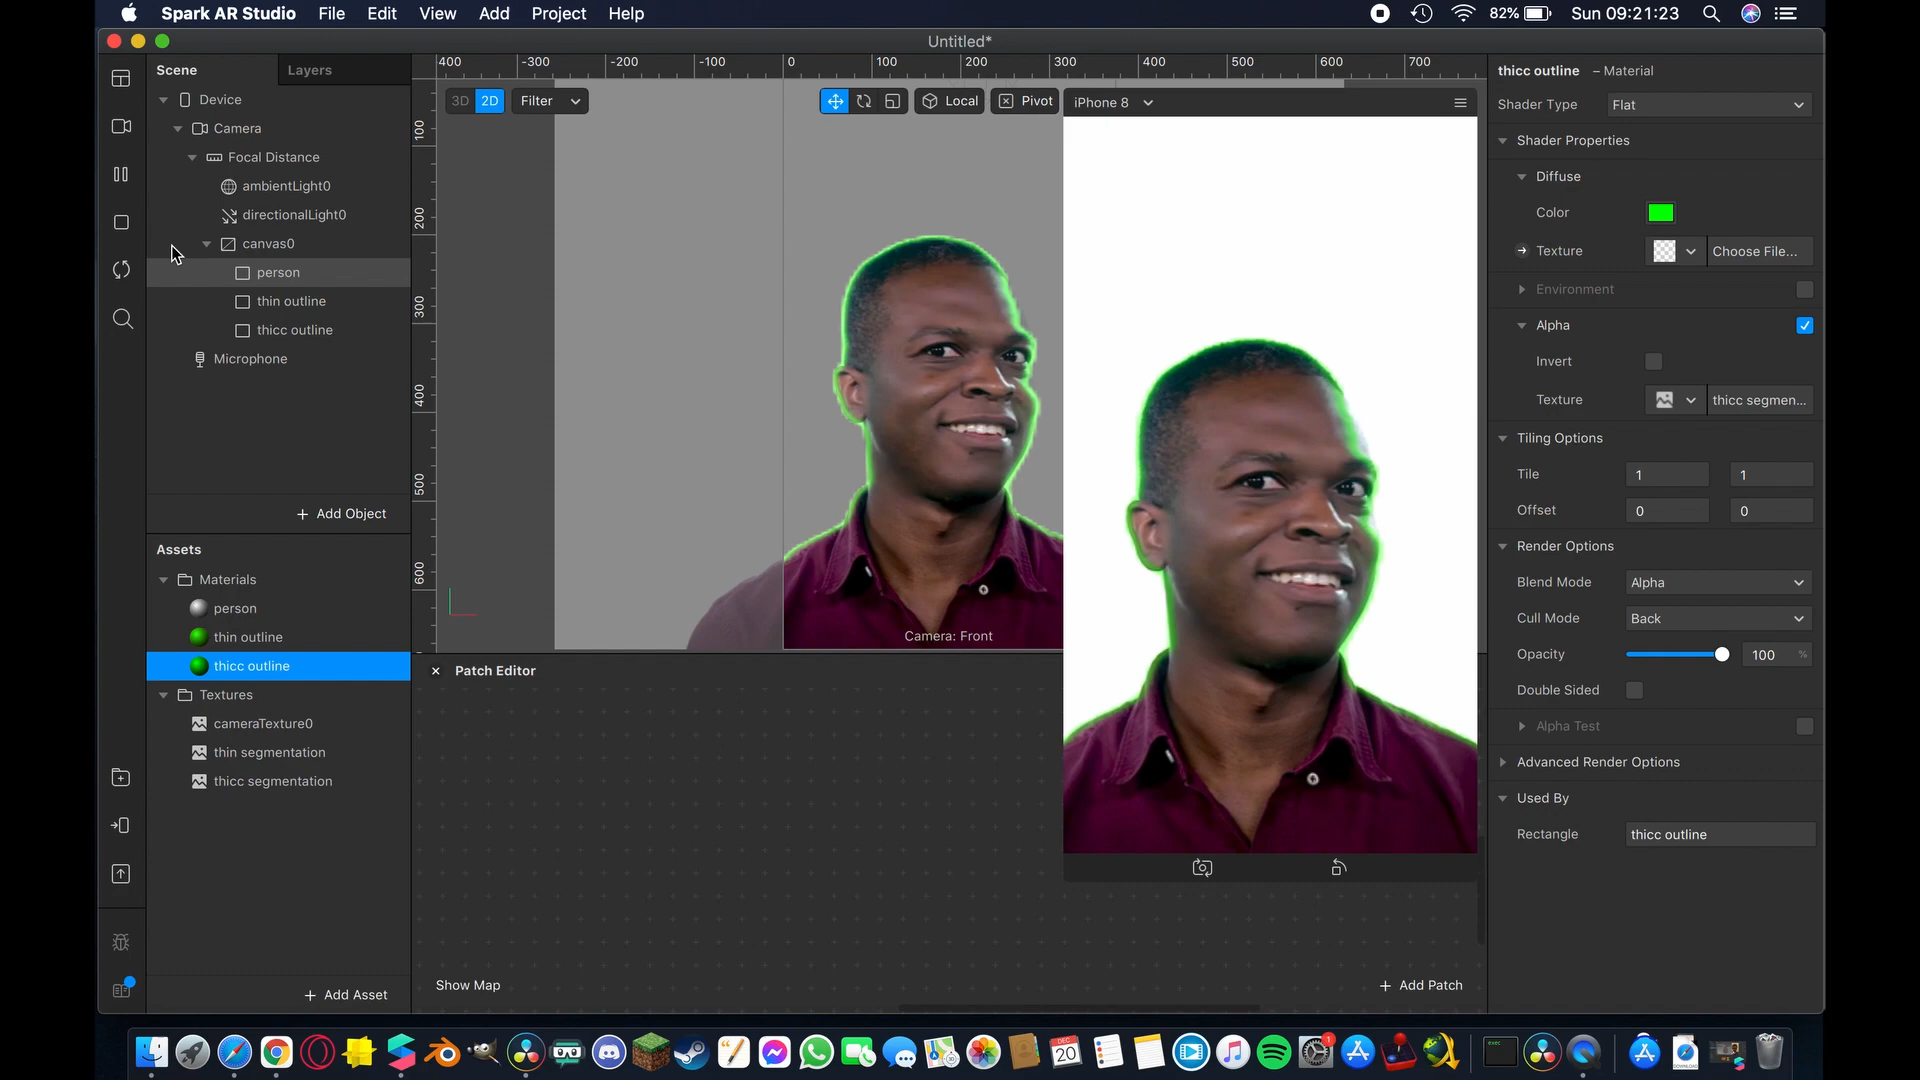 Spark AR Studio File Edit View Add Project Help 82% Sun 09:21:23
Untitled*
Scene Layers
Device
Camera
Focal Distance
ambientLight0
directionalLight0
canvas0
person
thin outline
thicc outline
Microphone
+ Add Object
Assets
Materials
person
thin outline
thicc outline
Textures
cameraTexture0
thin segmentation
thicc segmentation
+ Add Asset
400 -300 -200 -100 0 100 200 300 400 500 600 700
3D 2D Filter Local Pivot
100
200
300
400
500
600
Camera: Front
iPhone 8
Patch Editor
Show Map
+ Add Patch
thicc outline – Material
Shader Type Flat
Shader Properties
Diffuse
Color
Texture Choose File...
Environment
Alpha
Invert
Texture thicc segmen...
Tiling Options
Tile 1 1
Offset 0 0
Render Options
Blend Mode Alpha
Cull Mode Back
Opacity 100 %
Double Sided
Alpha Test
Advanced Render Options
Used By
Rectangle thicc outline
DEC
20
1